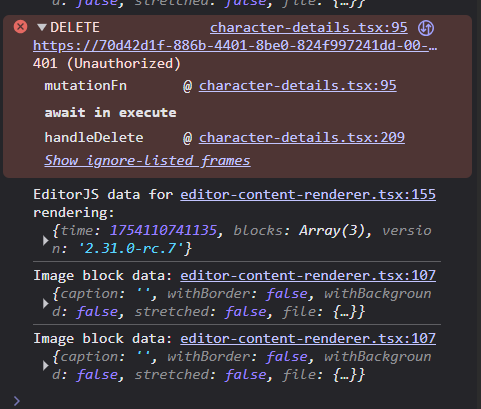 d: false, stretched: false, file: {…}}
DELETE character-details.tsx:95
https://70d42d1f-886b-4401-8be0-824f997241dd-00-…
401 (Unauthorized)
mutationFn @ character-details.tsx:95
await in execute
handleDelete @ character-details.tsx:209
Show ignore-listed frames
EditorJS data for editor-content-renderer.tsx:155
rendering:
{time: 1754110741135, blocks: Array(3), versio
n: '2.31.0-rc.7'}
Image block data: editor-content-renderer.tsx:107
{caption: '', withBorder: false, withBackgroun
d: false, stretched: false, file: {…}}
Image block data: editor-content-renderer.tsx:107
{caption: '', withBorder: false, withBackgroun
d: false, stretched: false, file: {…}}